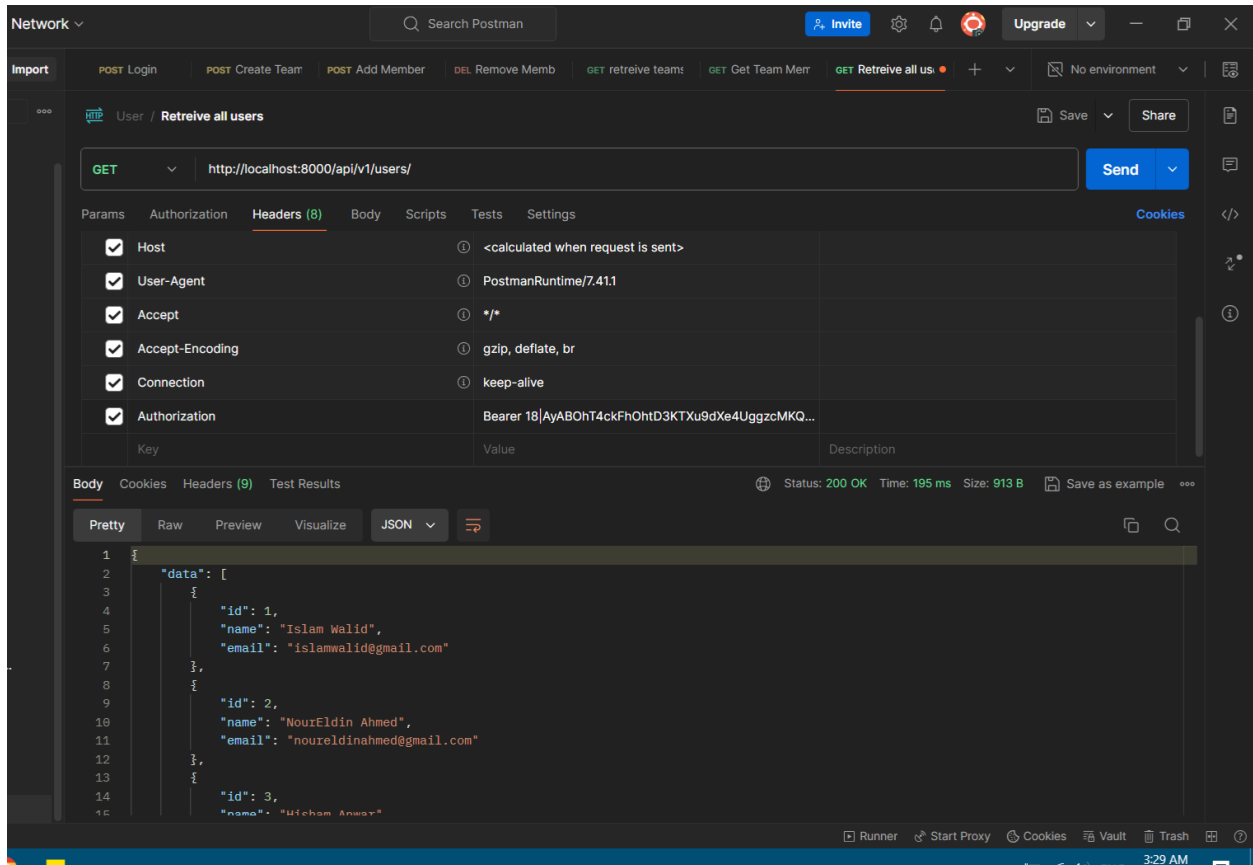 Network
Search Postman
Invite
Upgrade
Import
POST Login
POST Create Team
POST Add Member
DEL Remove Memb
GET retreive teams
GET Get Team Mem
GET Retreive all us
No environment
HTTP User / Retreive all users
Save
Share
GET
http://localhost:8000/api/v1/users/
Send
Params Authorization Headers (8) Body Scripts Tests Settings
Cookies
Host <calculated when request is sent>
User-Agent PostmanRuntime/7.41.1
Accept */*
Accept-Encoding gzip, deflate, br
Connection keep-alive
Authorization Bearer 18|AyABOhT4ckFhOhtD3KTXu9dXe4UggzcMKQ...
Key Value Description
Body Cookies Headers (9) Test Results
Status: 200 OK Time: 195 ms Size: 913 B
Save as example
Pretty Raw Preview Visualize JSON
1 {
2 "data": [
3 {
4 "id": 1,
5 "name": "Islam Walid",
6 "email": "islamwalid@gmail.com"
7 },
8 {
9 "id": 2,
10 "name": "NourEldin Ahmed",
11 "email": "noureldinahmed@gmail.com"
12 },
13 {
14 "id": 3,
15 "name": "Hisham Anwar"
Runner Start Proxy Cookies Vault Trash
3:29 AM